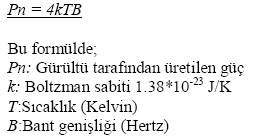 Pn = 4kTB
Bu formülde;
Pn: Gürültü tarafından üretilen güç
k: Boltzman sabiti 1.38*10⁻²³ J/K
T:Sıcaklık (Kelvin)
B:Bant genişliği (Hertz)